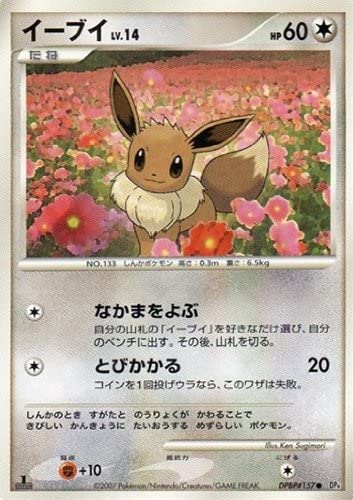 イーブイ LV.14 HP 60
たね
NO.133 しんかポケモン 高さ：0.3m 重さ：6.5kg
なかまをよぶ
自分の山札の「イーブイ」を好きなだけ選び、自分
のベンチに出す。その後、山札を切る。
とびかかる 20
コインを1回投げウラなら、このワザは失敗。
しんかのとき すがたと のうりょくが かわることで
きびしい かんきょうに たいおうする めずらしい ポケモン。
Illus.Ken Sugimori
弱点 抵抗力 にげる
+10
1 ©2007 Pokémon/Nintendo/Creatures/GAME FREAK. DPBP#157 DP4